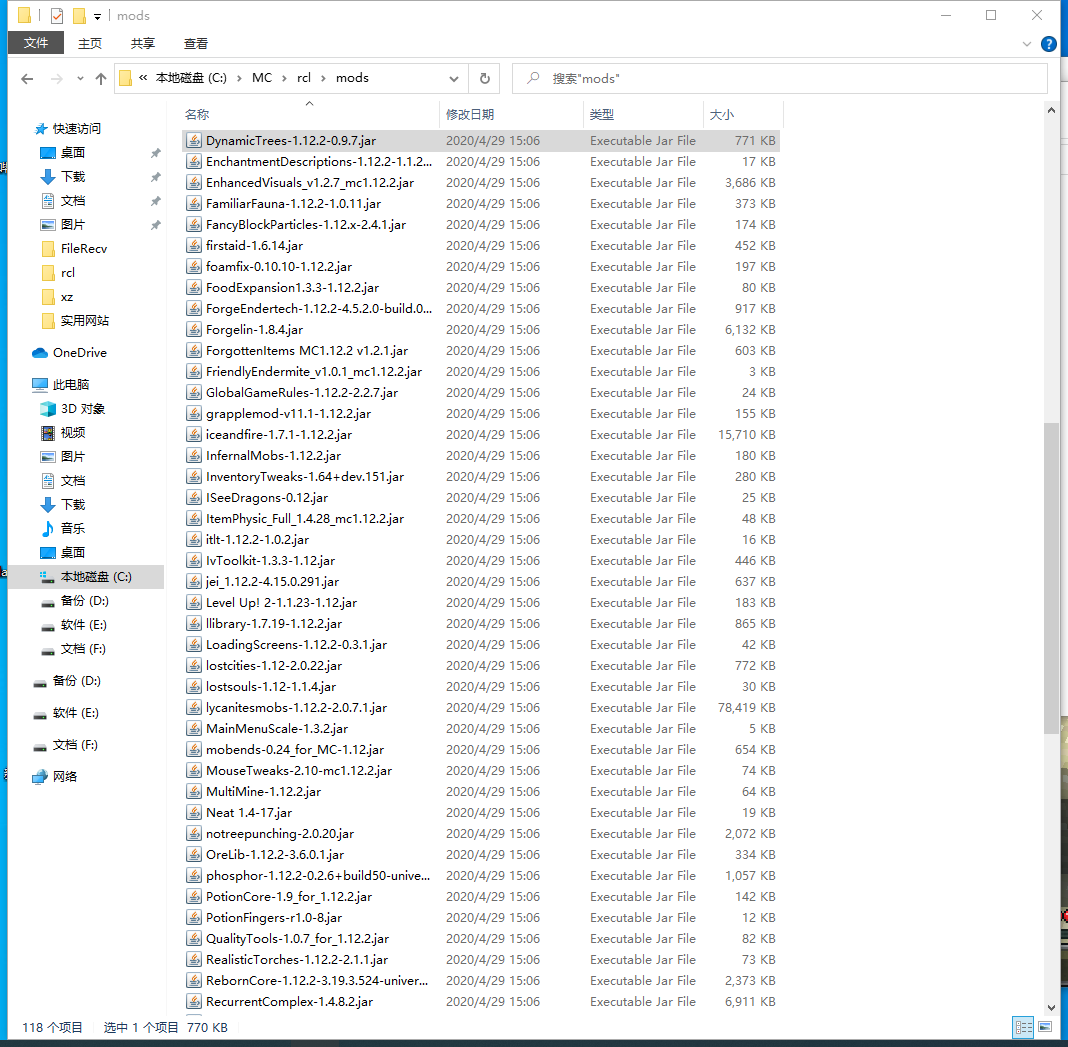 mods
文件 主页 共享 查看
« 本地磁盘 (C:) › MC › rcl › mods 搜索"mods"
名称 修改日期 类型 大小
快速访问
桌面
下载
文档
图片
FileRecv
rcl
xz
实用网站
OneDrive
此电脑
3D 对象
视频
图片
文档
下载
音乐
桌面
本地磁盘 (C:)
备份 (D:)
软件 (E:)
文档 (F:)
备份 (D:)
软件 (E:)
文档 (F:)
网络
DynamicTrees-1.12.2-0.9.7.jar 2020/4/29 15:06 Executable Jar File 771 KB
EnchantmentDescriptions-1.12.2-1.1.2... 2020/4/29 15:06 Executable Jar File 17 KB
EnhancedVisuals_v1.2.7_mc1.12.2.jar 2020/4/29 15:06 Executable Jar File 3,686 KB
FamiliarFauna-1.12.2-1.0.11.jar 2020/4/29 15:06 Executable Jar File 373 KB
FancyBlockParticles-1.12.x-2.4.1.jar 2020/4/29 15:06 Executable Jar File 174 KB
firstaid-1.6.14.jar 2020/4/29 15:06 Executable Jar File 452 KB
foamfix-0.10.10-1.12.2.jar 2020/4/29 15:06 Executable Jar File 197 KB
FoodExpansion1.3.3-1.12.2.jar 2020/4/29 15:06 Executable Jar File 80 KB
ForgeEndertech-1.12.2-4.5.2.0-build.0... 2020/4/29 15:06 Executable Jar File 917 KB
Forgelin-1.8.4.jar 2020/4/29 15:06 Executable Jar File 6,132 KB
ForgottenItems MC1.12.2 v1.2.1.jar 2020/4/29 15:06 Executable Jar File 603 KB
FriendlyEndermite_v1.0.1_mc1.12.2.jar 2020/4/29 15:06 Executable Jar File 3 KB
GlobalGameRules-1.12.2-2.2.7.jar 2020/4/29 15:06 Executable Jar File 24 KB
grapplemod-v11.1-1.12.2.jar 2020/4/29 15:06 Executable Jar File 155 KB
iceandfire-1.7.1-1.12.2.jar 2020/4/29 15:06 Executable Jar File 15,710 KB
InfernalMobs-1.12.2.jar 2020/4/29 15:06 Executable Jar File 180 KB
InventoryTweaks-1.64+dev.151.jar 2020/4/29 15:06 Executable Jar File 280 KB
ISeeDragons-0.12.jar 2020/4/29 15:06 Executable Jar File 25 KB
ItemPhysic_Full_1.4.28_mc1.12.2.jar 2020/4/29 15:06 Executable Jar File 48 KB
itlt-1.12.2-1.0.2.jar 2020/4/29 15:06 Executable Jar File 16 KB
IvToolkit-1.3.3-1.12.jar 2020/4/29 15:06 Executable Jar File 446 KB
jei_1.12.2-4.15.0.291.jar 2020/4/29 15:06 Executable Jar File 637 KB
Level Up! 2-1.1.23-1.12.jar 2020/4/29 15:06 Executable Jar File 183 KB
llibrary-1.7.19-1.12.2.jar 2020/4/29 15:06 Executable Jar File 865 KB
LoadingScreens-1.12.2-0.3.1.jar 2020/4/29 15:06 Executable Jar File 42 KB
lostcities-1.12-2.0.22.jar 2020/4/29 15:06 Executable Jar File 772 KB
lostsouls-1.12-1.1.4.jar 2020/4/29 15:06 Executable Jar File 30 KB
lycanitesmobs-1.12.2-2.0.7.1.jar 2020/4/29 15:06 Executable Jar File 78,419 KB
MainMenuScale-1.3.2.jar 2020/4/29 15:06 Executable Jar File 5 KB
mobends-0.24_for_MC-1.12.jar 2020/4/29 15:06 Executable Jar File 654 KB
MouseTweaks-2.10-mc1.12.2.jar 2020/4/29 15:06 Executable Jar File 74 KB
MultiMine-1.12.2.jar 2020/4/29 15:06 Executable Jar File 64 KB
Neat 1.4-17.jar 2020/4/29 15:06 Executable Jar File 19 KB
notreepunching-2.0.20.jar 2020/4/29 15:06 Executable Jar File 2,072 KB
OreLib-1.12.2-3.6.0.1.jar 2020/4/29 15:06 Executable Jar File 334 KB
phosphor-1.12.2-0.2.6+build50-unive... 2020/4/29 15:06 Executable Jar File 1,057 KB
PotionCore-1.9_for_1.12.2.jar 2020/4/29 15:06 Executable Jar File 142 KB
PotionFingers-r1.0-8.jar 2020/4/29 15:06 Executable Jar File 12 KB
QualityTools-1.0.7_for_1.12.2.jar 2020/4/29 15:06 Executable Jar File 82 KB
RealisticTorches-1.12.2-2.1.1.jar 2020/4/29 15:06 Executable Jar File 73 KB
RebornCore-1.12.2-3.19.3.524-univer... 2020/4/29 15:06 Executable Jar File 2,373 KB
RecurrentComplex-1.4.8.2.jar 2020/4/29 15:06 Executable Jar File 6,911 KB
118 个项目 选中 1 个项目 770 KB